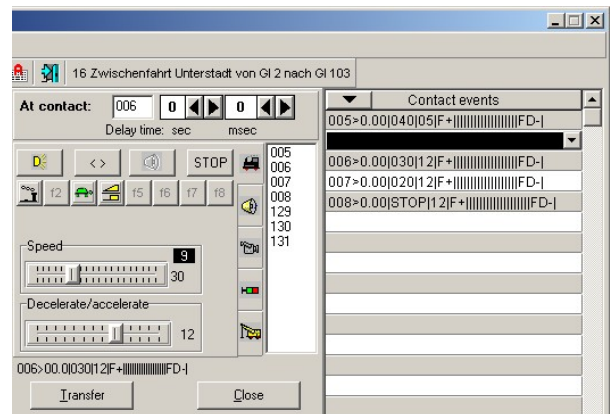 16 Zwischenfahrt Unterstadt von Gl 2 nach Gl 103
At contact: 006 0 0
Delay time: sec msec
D <> STOP
f2 f5 f6 f7 f8
005
006
007
008
129
130
131
Speed
9
30
Decelerate/accelerate
12
006>00.0|030|12|F+||||||||||||||||||FD-|
Transfer Close
Contact events
005>0.00|040|05|F+||||||||||||||||||FD-|
006>0.00|030|12|F+||||||||||||||||||FD-|
007>0.00|020|12|F+||||||||||||||||||FD-|
008>0.00|STOP|12|F+||||||||||||||||||FD-|